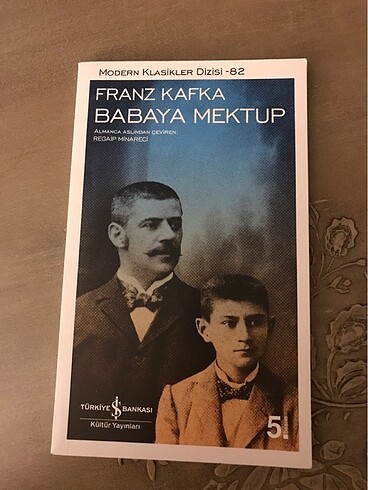 MODERN KLASİKLER DİZİSİ -82
FRANZ KAFKA
BABAYA MEKTUP
ALMANCA ASLINDAN ÇEVİREN:
REGAİP MİNARECİ
TÜRKİYE İŞ BANKASI
Kültür Yayınları
5